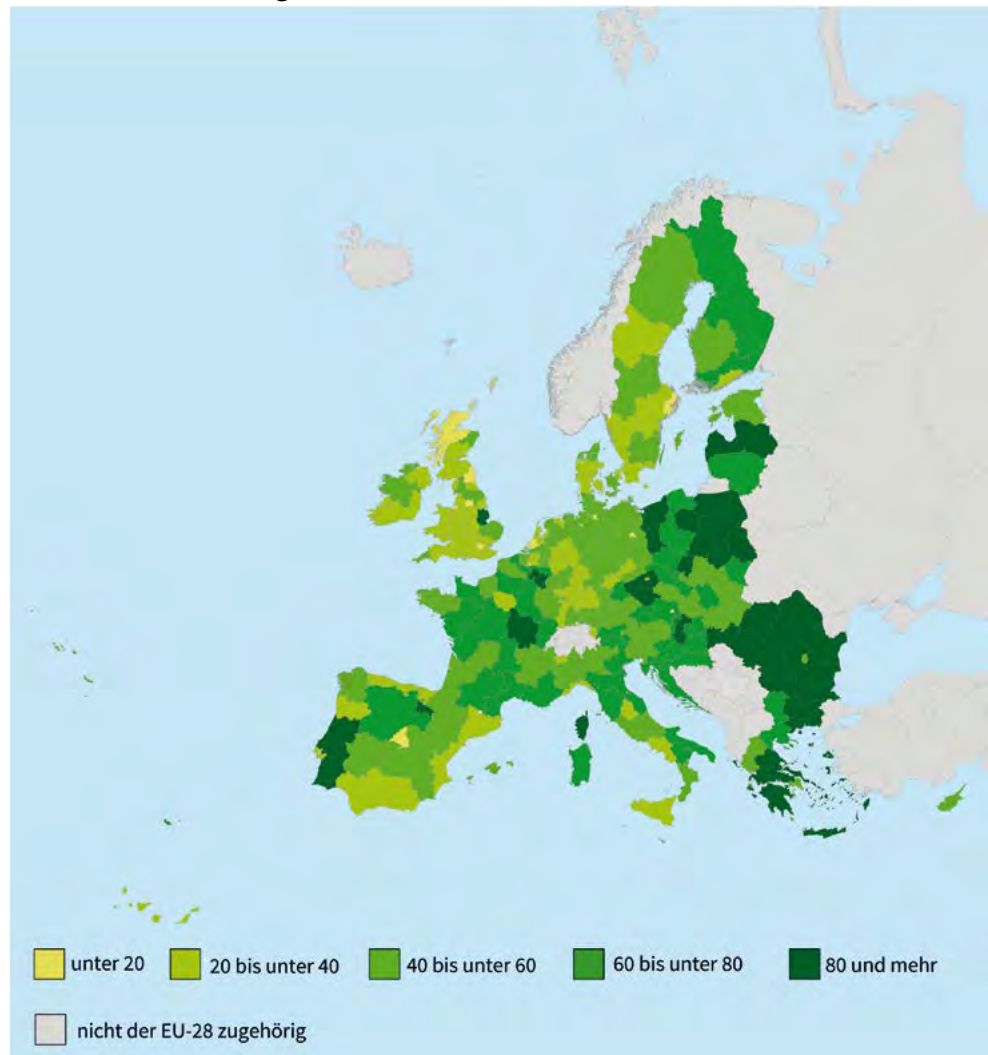 unter 20
20 bis unter 40
40 bis unter 60
60 bis unter 80
80 und mehr
nicht der EU-28 zugehörig